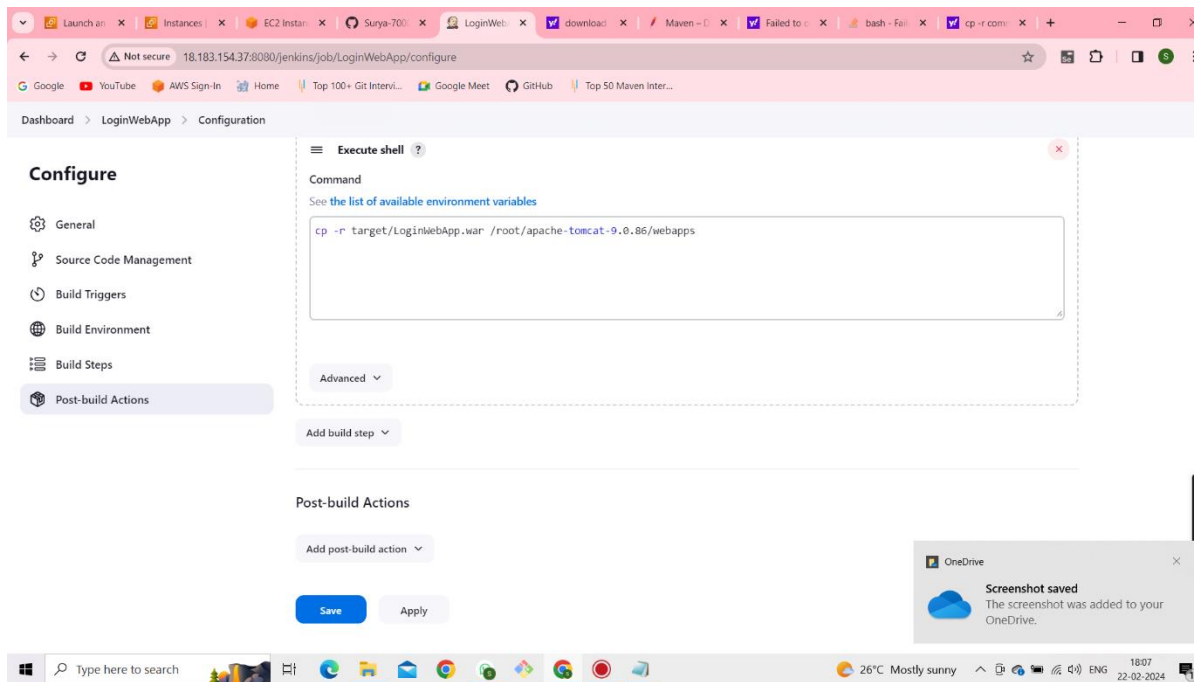 Launch an
Instances
EC2 Instan
Surya-700
LoginWeb
download
Maven – D
Failed to c
bash - Fail
cp -r com
Not secure 18.183.154.37:8080/jenkins/job/LoginWebApp/configure
S
Google YouTube AWS Sign-In Home Top 100+ Git Intervi... Google Meet GitHub Top 50 Maven Inter...
Dashboard > LoginWebApp > Configuration
Configure
General
Source Code Management
Build Triggers
Build Environment
Build Steps
Post-build Actions
Execute shell ?
Command
See the list of available environment variables
cp -r target/LoginWebApp.war /root/apache-tomcat-9.0.86/webapps
Advanced
Add build step
Post-build Actions
Add post-build action
Save Apply
OneDrive
Screenshot saved
The screenshot was added to your
OneDrive.
Type here to search
26°C Mostly sunny
ENG
18:07
22-02-2024